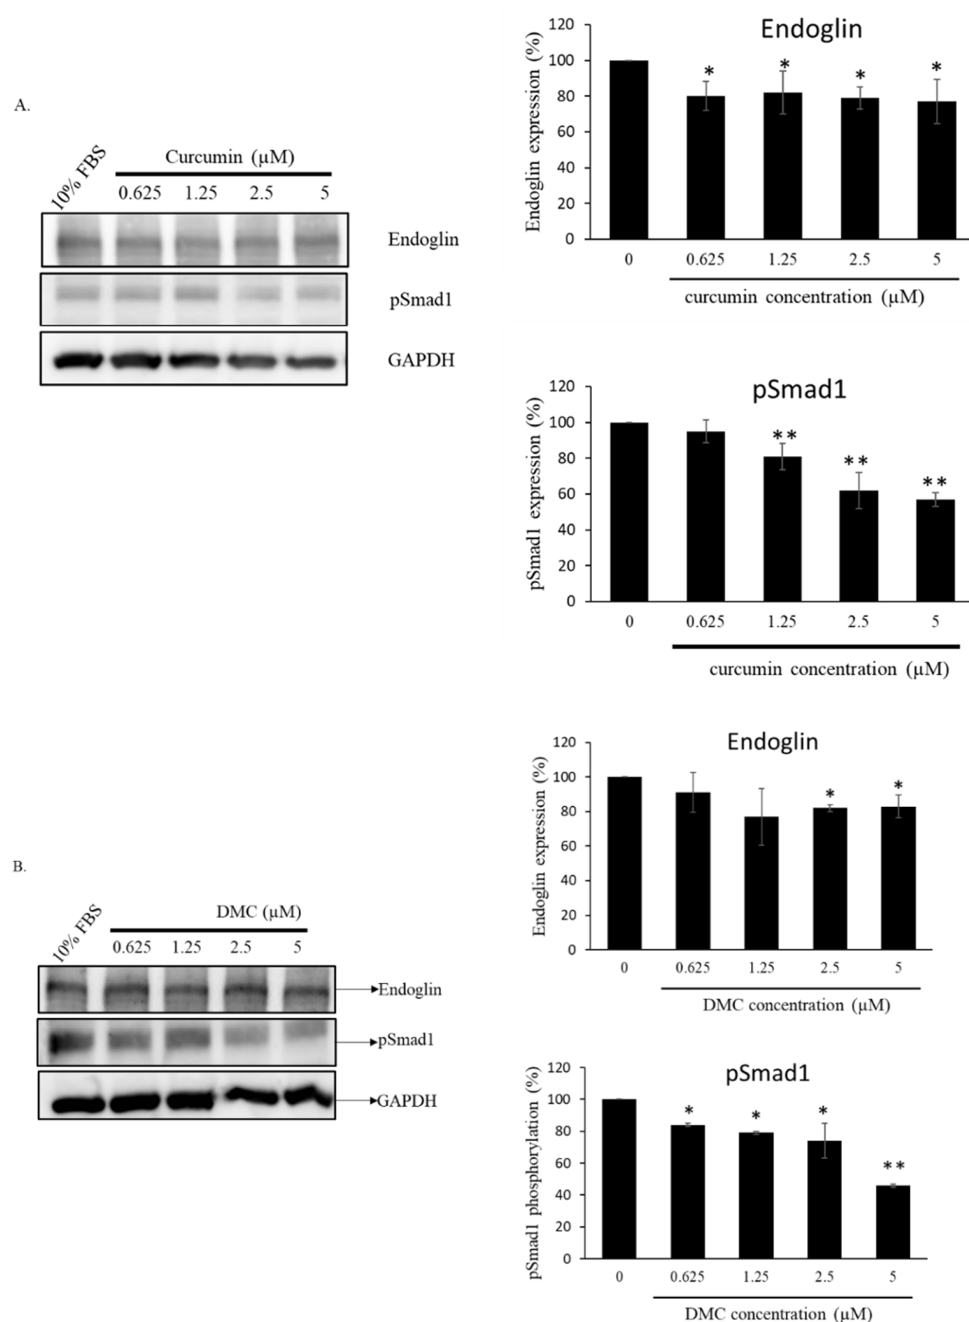 A.
10% FBS
Curcumin (µM)
0.625 1.25 2.5 5
Endoglin
pSmad1
GAPDH
Endoglin
Endoglin expression (%)
120
100
80
60
40
20
0
* * * *
0 0.625 1.25 2.5 5
curcumin concentration (µM)
pSmad1
pSmad1 expression (%)
120
100
80
60
40
20
0
** ** **
0 0.625 1.25 2.5 5
curcumin concentration (µM)
B.
10% FBS
DMC (µM)
0.625 1.25 2.5 5
Endoglin
pSmad1
GAPDH
Endoglin
Endoglin expression (%)
120
100
80
60
40
20
0
* *
0 0.625 1.25 2.5 5
DMC concentration (µM)
pSmad1
pSmad1 phosphorylation (%)
120
100
80
60
40
20
0
* * * **
0 0.625 1.25 2.5 5
DMC concentration (µM)